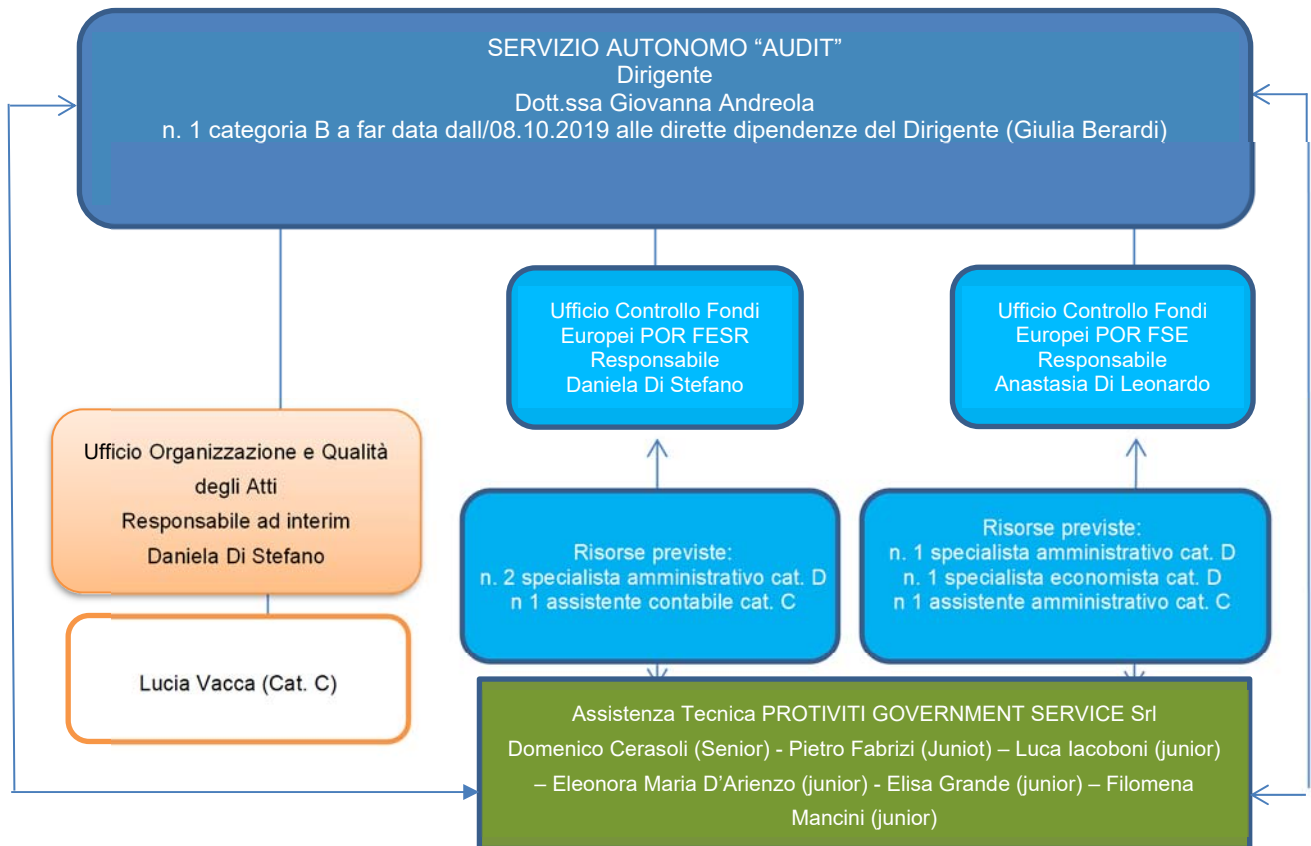 SERVIZIO AUTONOMO “AUDIT”
Dirigente
Dott.ssa Giovanna Andreola
n. 1 categoria B a far data dall/08.10.2019 alle dirette dipendenze del Dirigente (Giulia Berardi)
Ufficio Controllo Fondi
Europei POR FESR
Responsabile
Daniela Di Stefano
Ufficio Controllo Fondi
Europei POR FSE
Responsabile
Anastasia Di Leonardo
Ufficio Organizzazione e Qualità
degli Atti
Responsabile ad interim
Daniela Di Stefano
Risorse previste:
n. 2 specialista amministrativo cat. D
n 1 assistente contabile cat. C
Risorse previste:
n. 1 specialista amministrativo cat. D
n. 1 specialista economista cat. D
n 1 assistente amministrativo cat. C
Lucia Vacca (Cat. C)
Assistenza Tecnica PROTIVITI GOVERNMENT SERVICE Srl
Domenico Cerasoli (Senior) - Pietro Fabrizi (Juniot) – Luca Iacoboni (junior)
– Eleonora Maria D’Arienzo (junior) - Elisa Grande (junior) – Filomena
Mancini (junior)